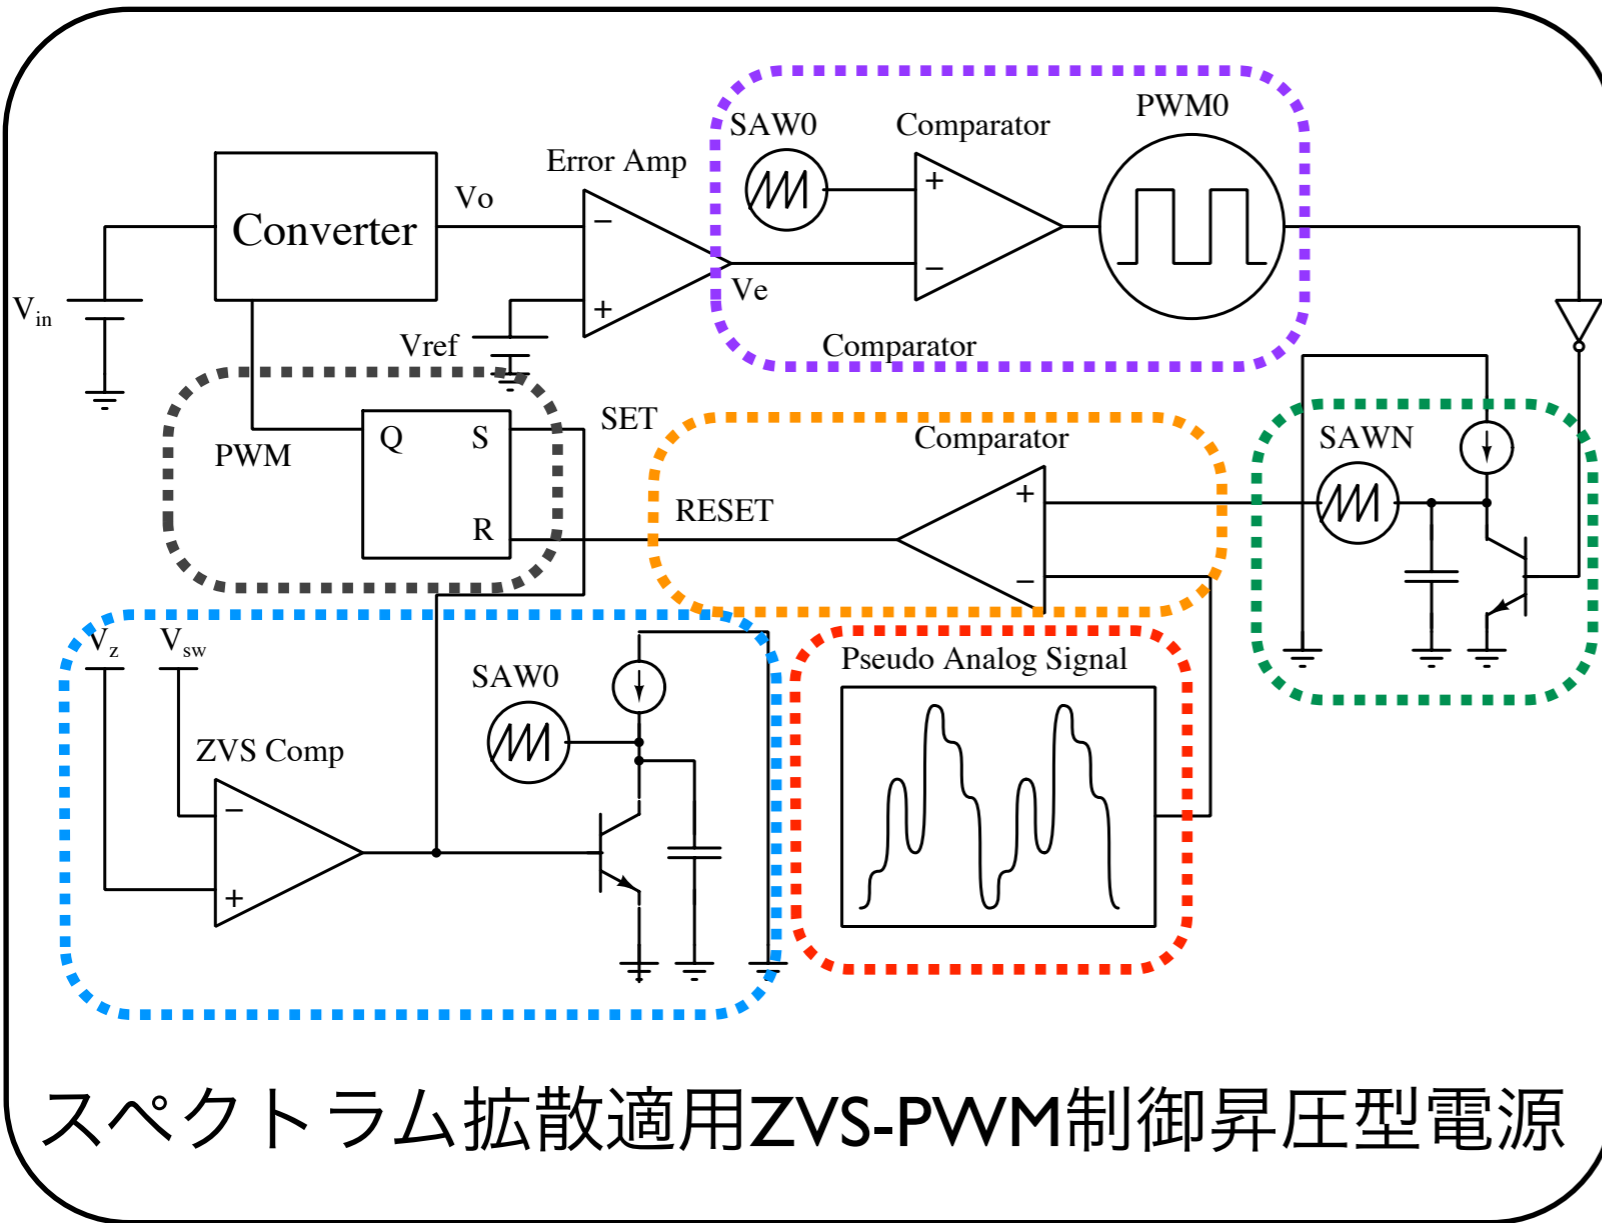 PWM0
SAW0
Comparator
Error Amp
Vo
Converter
+
−
−
Ve
+
Vin
Vref
Comparator
SET
Comparator
SAWN
Q
S
PWM
+
RESET
R
−
Vz
Vsw
SAW0
Pseudo Analog Signal
ZVS Comp
−
+
スペクトラム拡散適用ZVS-PWM制御昇圧型電源